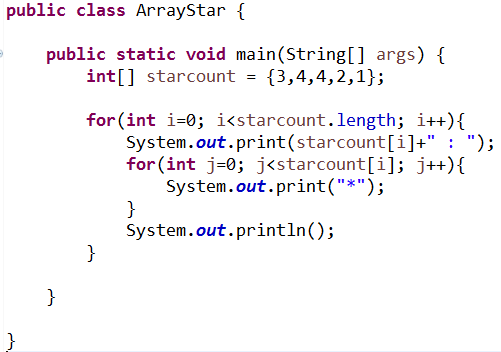 public class ArrayStar {
public static void main(String[] args) {
int[] starcount = {3,4,4,2,1};
for(int i=0; i<starcount.length; i++){
System.out.print(starcount[i]+" : ");
for(int j=0; j<starcount[i]; j++){
System.out.print("*");
}
System.out.println();
}
}
}